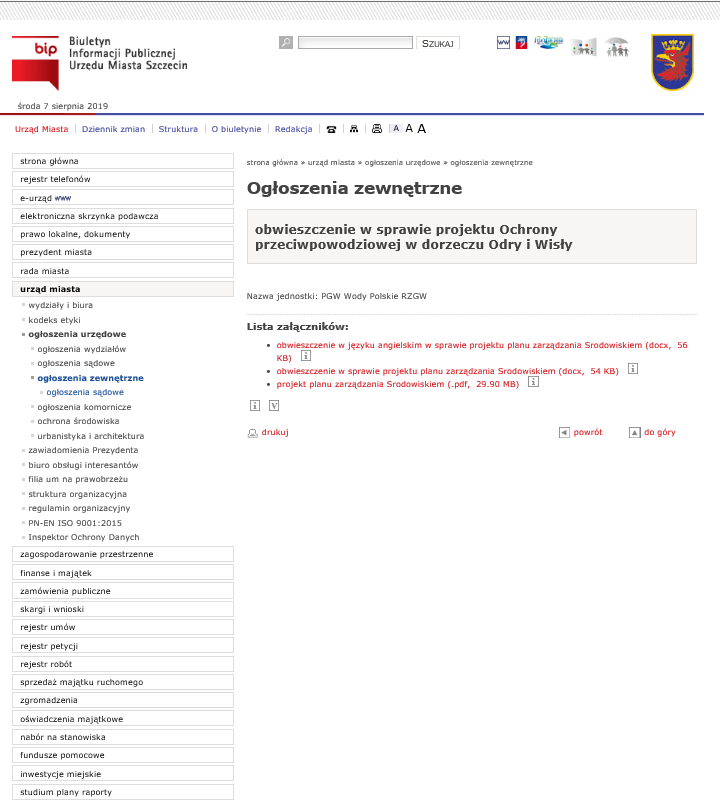 bip
Biuletyn
Informacji Publicznej
Urzędu Miasta Szczecin
SZUKAJ
www
środa 7 sierpnia 2019
Urząd Miasta | Dziennik zmian | Struktura | O biuletynie | Redakcja | A A A
strona główna
rejestr telefonów
e-urząd www
elektroniczna skrzynka podawcza
prawo lokalne, dokumenty
prezydent miasta
rada miasta
urząd miasta
wydziały i biura
kodeks etyki
ogłoszenia urzędowe
ogłoszenia wydziałów
ogłoszenia sądowe
ogłoszenia zewnętrzne
ogłoszenia sądowe
ogłoszenia komornicze
ochrona środowiska
urbanistyka i architektura
zawiadomienia Prezydenta
biuro obsługi interesantów
filia um na prawobrzeżu
struktura organizacyjna
regulamin organizacyjny
PN-EN ISO 9001:2015
Inspektor Ochrony Danych
zagospodarowanie przestrzenne
finanse i majątek
zamówienia publiczne
skargi i wnioski
rejestr umów
rejestr petycji
rejestr robót
sprzedaż majątku ruchomego
zgromadzenia
oświadczenia majątkowe
nabór na stanowiska
fundusze pomocowe
inwestycje miejskie
studium plany raporty
strona główna » urząd miasta » ogłoszenia urzędowe » ogłoszenia zewnętrzne
Ogłoszenia zewnętrzne
obwieszczenie w sprawie projektu Ochrony
przeciwpowodziowej w dorzeczu Odry i Wisły
Nazwa jednostki: PGW Wody Polskie RZGW
Lista załączników:
obwieszczenie w języku angielskim w sprawie projektu planu zarządzania Srodowiskiem (docx, 56
KB) i
obwieszczenie w sprawie projektu planu zarządzania Srodowiskiem (docx, 54 KB) i
projekt planu zarządzania Srodowiskiem (.pdf, 29.90 MB) i
i V
drukuj
powrót
do góry